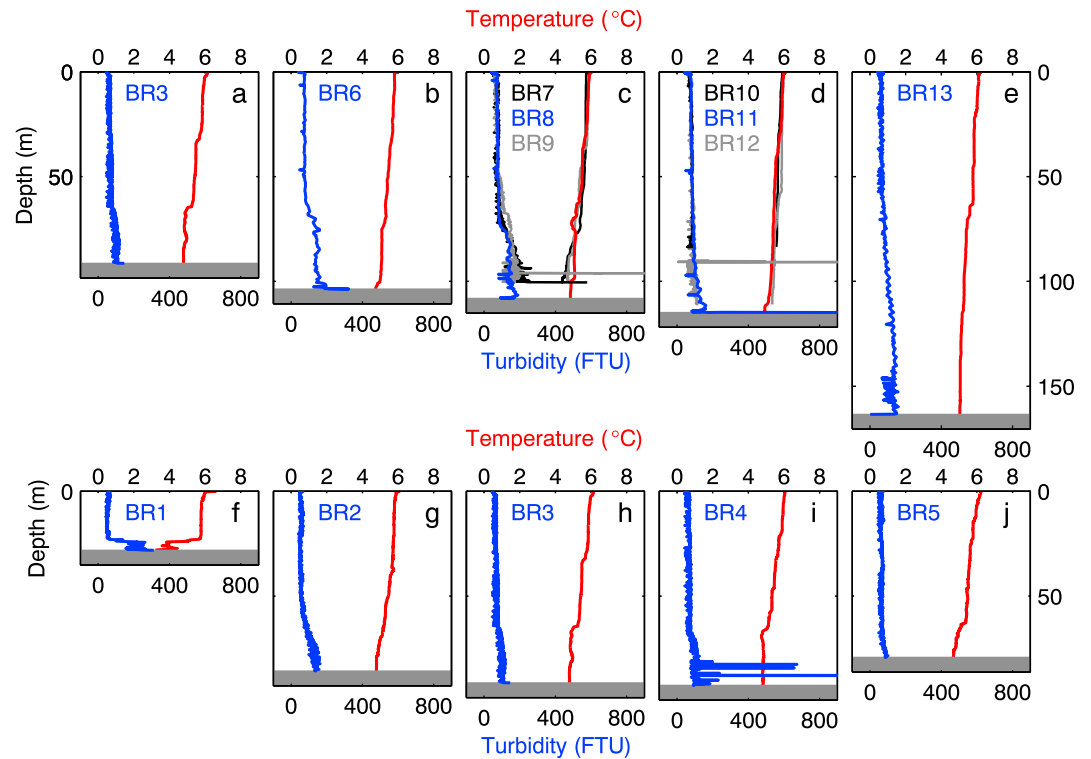 Temperature (°C)
0 2 4 6 8 0 2 4 6 8 0 2 4 6 8 0 2 4 6 8 0 2 4 6 8
0 BR3 a BR6 b BR7 c BR10 d BR13 e 0
BR8 BR11
BR9 BR12
Depth (m)
50 50
100
0 400 800 0 400 800 0 400 800 0 400 800
Turbidity (FTU)
150
0 400 800
Temperature (°C)
0 2 4 6 8 0 2 4 6 8 0 2 4 6 8 0 2 4 6 8 0 2 4 6 8
0 BR1 f BR2 g BR3 h BR4 i BR5 j 0
Depth (m)
0 400 800
50
0 400 800 0 400 800 0 400 800 0 400 800
Turbidity (FTU)